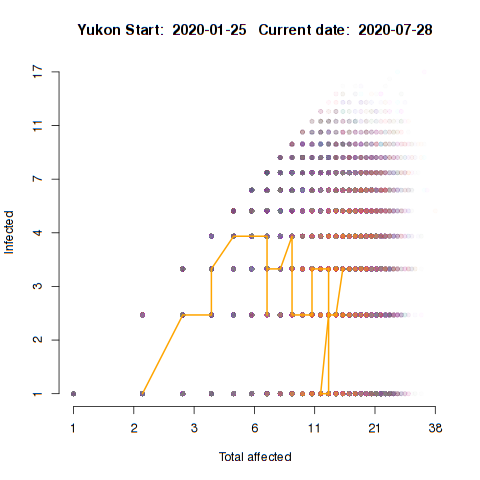 Yukon Start: 2020-01-25 Current date: 2020-07-28
17
11
7
4
3
2
1
Infected
1 2 3 6 11 21 38
Total affected